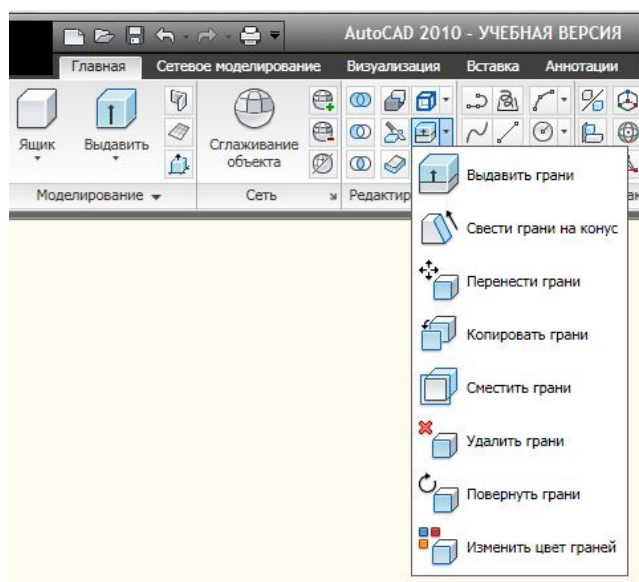 AutoCAD 2010 - УЧЕБНАЯ ВЕРСИЯ
Главная Сетевое моделирование Визуализация Вставка Аннотации
Ящик
Выдавить
Сглаживание
объекта
Моделирование
Сеть
Редактир
Выдавить грани
Свести грани на конус
Перенести грани
Копировать грани
Сместить грани
Удалить грани
Повернуть грани
Изменить цвет граней